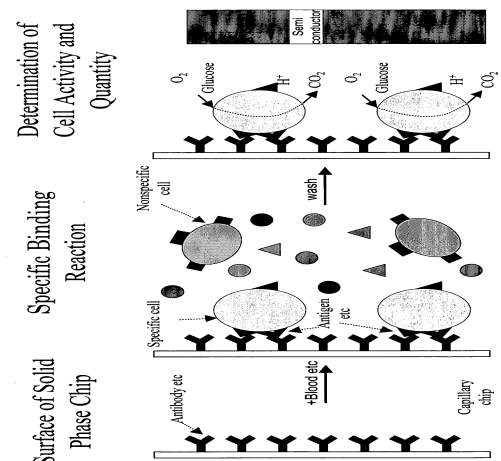 Surface of Solid
Phase Chip
Specific Binding
Reaction
Determination of
Cell Activity and
Quantity
Antibody etc
Capillary
chip
+Blood etc
Specific cell
Antigen
etc
Nonspecific
cell
wash
O2
Glucose
H+
CO2
O2
Glucose
H+
CO2
Semi
conductor